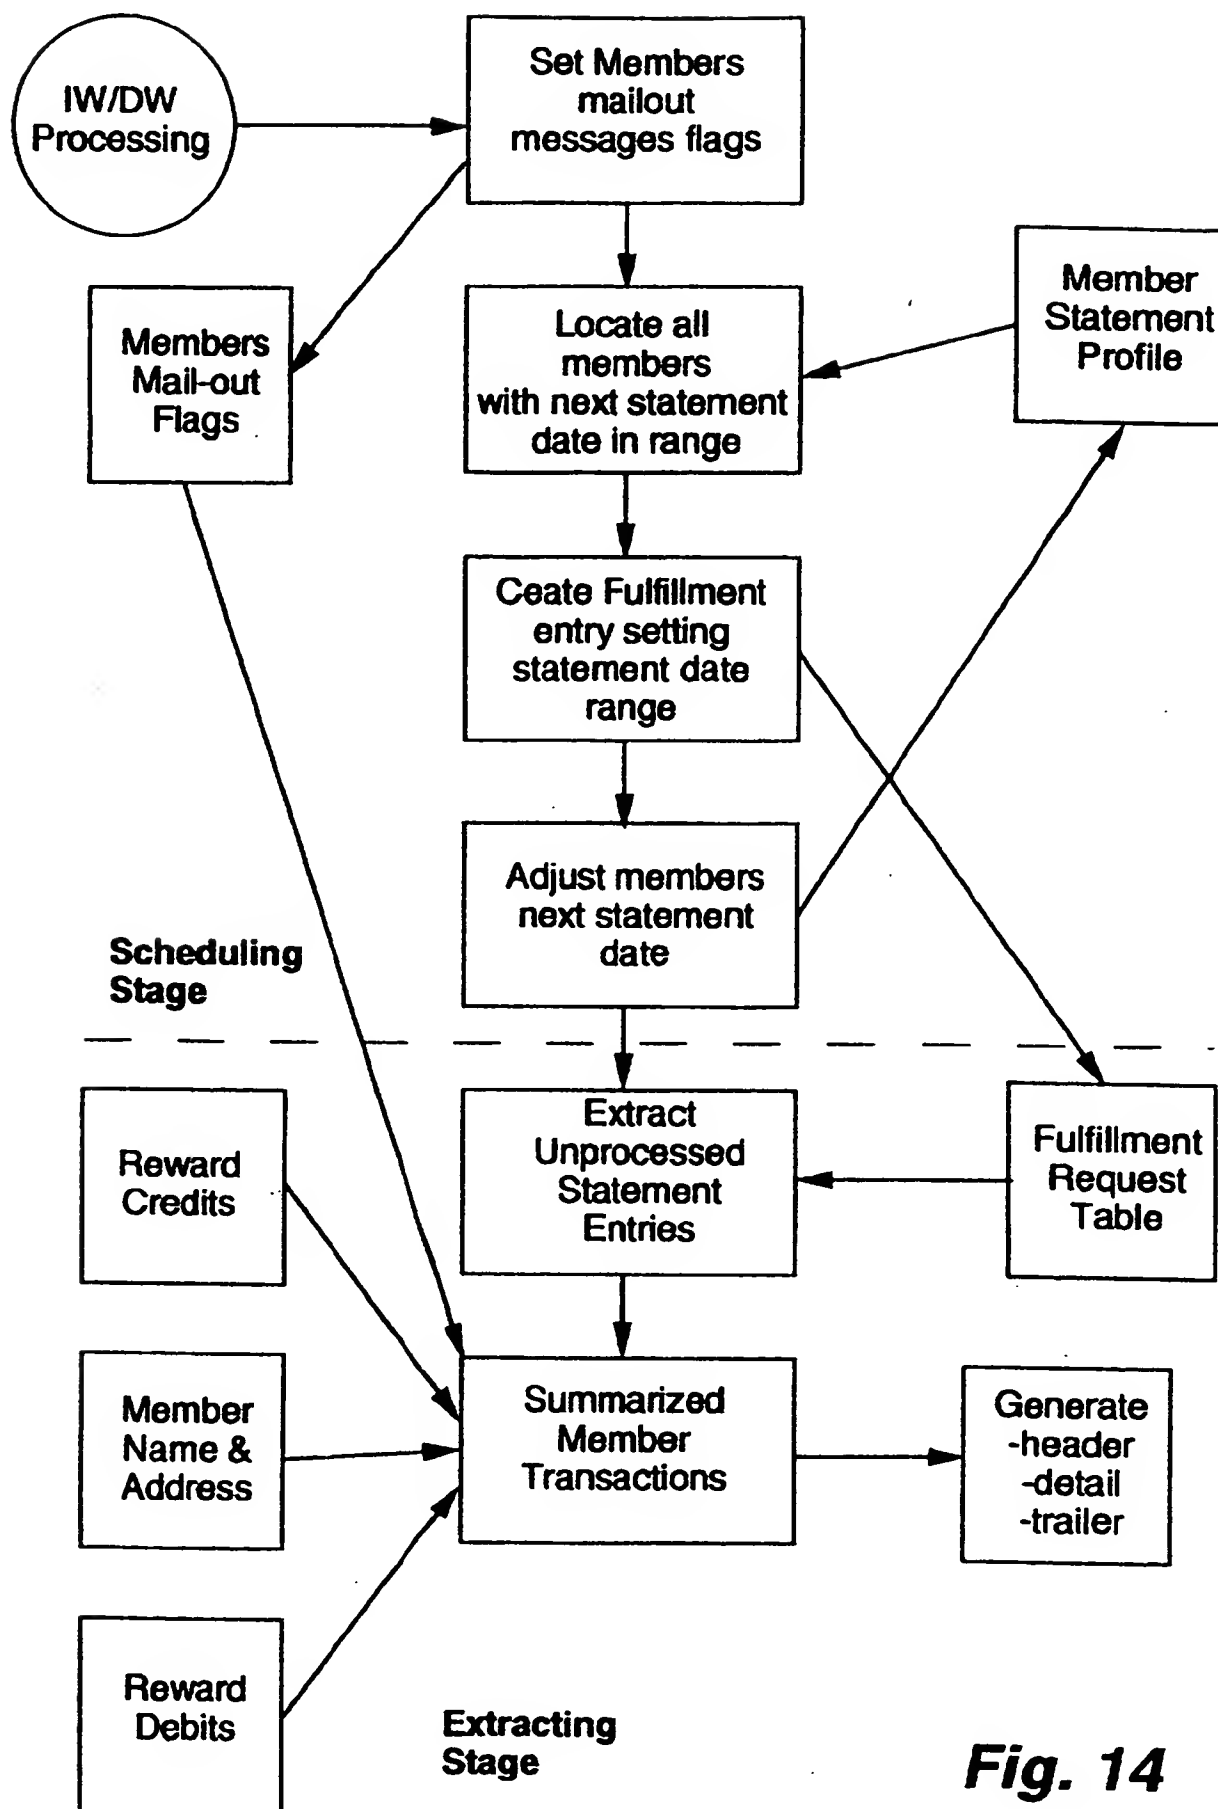 IW/DW
Processing
Set Members
mailout
messages flags
Members
Mail-out
Flags
Locate all
members
with next statement
date in range
Member
Statement
Profile
Ceate Fulfillment
entry setting
statement date
range
Adjust members
next statement
date
Scheduling
Stage
Reward
Credits
Extract
Unprocessed
Statement
Entries
Fulfillment
Request
Table
Member
Name &
Address
Summarized
Member
Transactions
Generate
-header
-detail
-trailer
Reward
Debits
Extracting
Stage
Fig. 14